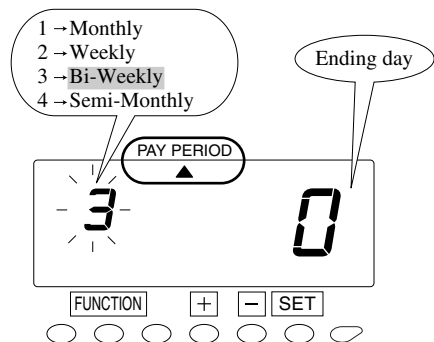 1 → Monthly
2 → Weekly
3 → Bi-Weekly
4 → Semi-Monthly
Ending day
PAY PERIOD
▲
3 0
FUNCTION + - SET